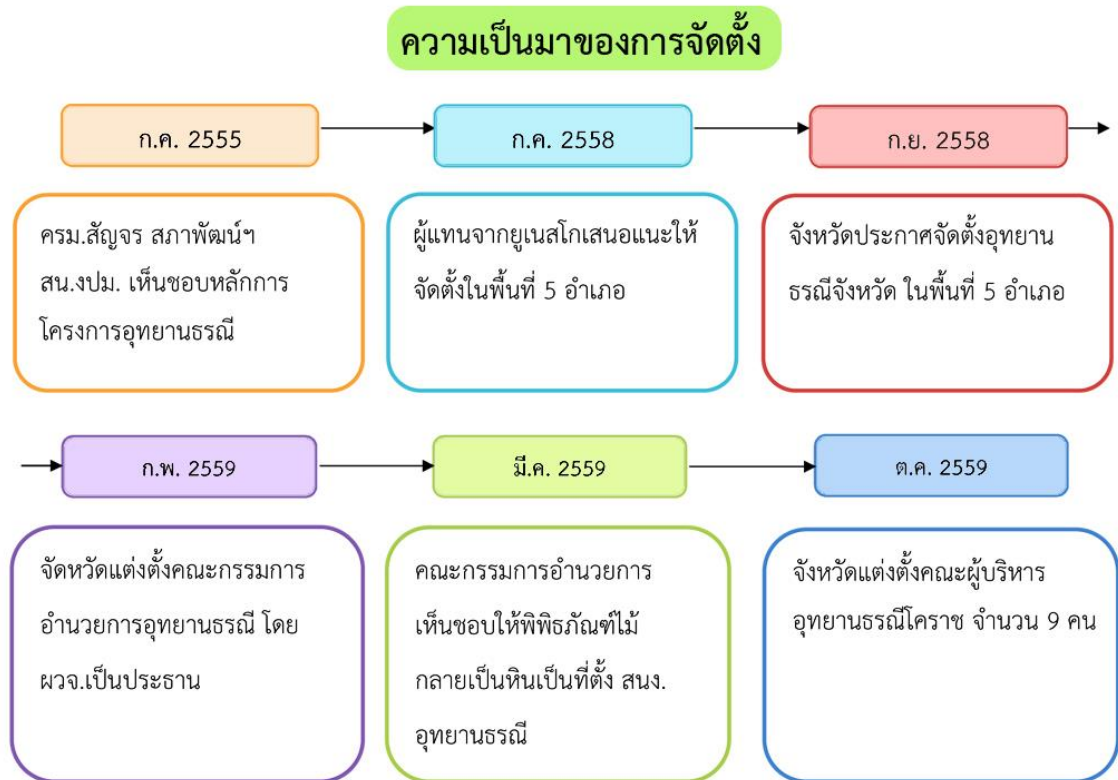 ความเป็นมาของการจัดตั้ง
ก.ค. 2555
ครม.สัญจร สภาพัฒน์ฯ
สน.งปม. เห็นชอบหลักการ
โครงการอุทยานธรณี
ก.ค. 2558
ผู้แทนจากยูเนสโกเสนอแนะให้
จัดตั้งในพื้นที่ 5 อำเภอ
ก.ย. 2558
จังหวัดประกาศจัดตั้งอุทยาน
ธรณีจังหวัด ในพื้นที่ 5 อำเภอ
ก.พ. 2559
จัดหวัดแต่งตั้งคณะกรรมการ
อำนวยการอุทยานธรณี โดย
ผวจ.เป็นประธาน
มี.ค. 2559
คณะกรรมการอำนวยการ
เห็นชอบให้พิพิธภัณฑ์ไม้
กลายเป็นหินเป็นที่ตั้ง สนง.
อุทยานธรณี
ต.ค. 2559
จังหวัดแต่งตั้งคณะผู้บริหาร
อุทยานธรณีโคราช จำนวน 9 คน